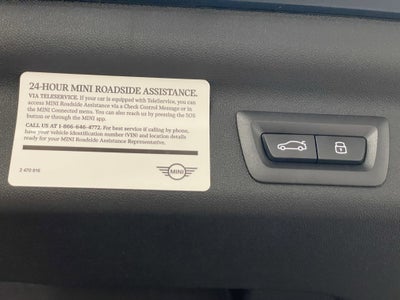 24-HOUR MINI ROADSIDE ASSISTANCE.
VIA TELESERVICE. If your car is equipped with TeleService, you can
access MINI Roadside Assistance via a Check Control Message or in
the MINI Connected menu. You can also reach us by pressing the SOS
button or through the MINI app.
CALL US AT 1-866-646-4772. For best service if calling by phone,
have your vehicle identification number (VIN) and location details
ready for your MINI Roadside Assistance Representative.
MINI
2 470 816